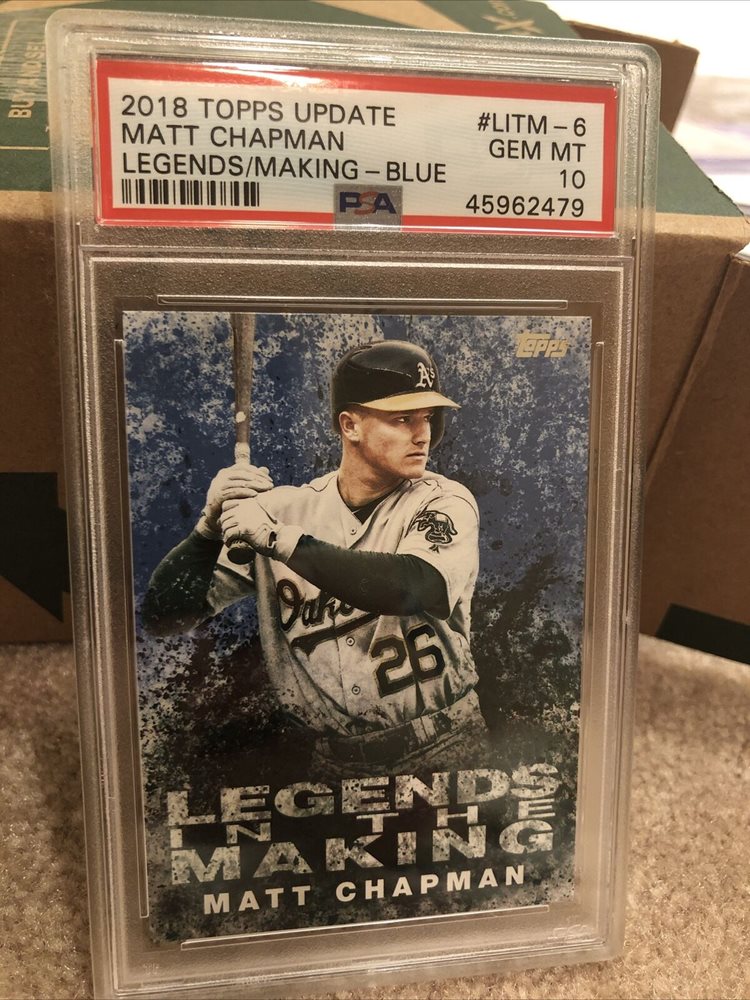 2018 TOPPS UPDATE #LITM-6
MATT CHAPMAN GEM MT
LEGENDS/MAKING-BLUE 10
PSA 45962479
TOPPS
A's
26
LEGENDS
IN THE
MAKING
MATT CHAPMAN